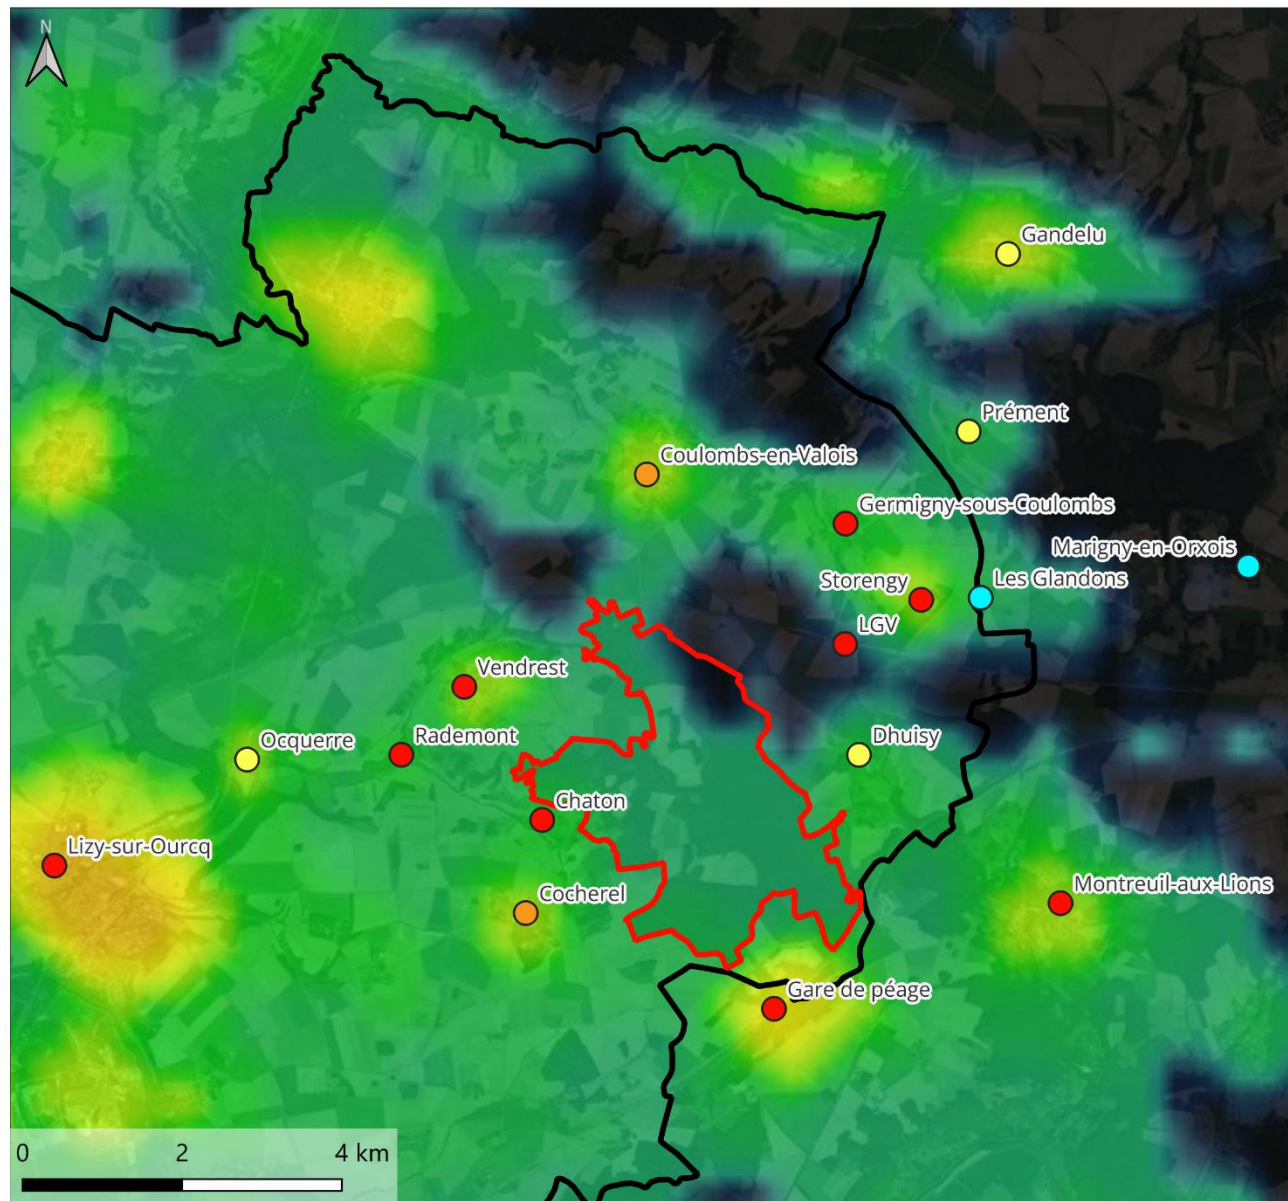 N
Gandelu
Prément
Coulombs-en-Valois
Germigny-sous-Coulombs
Marigny-en-Orxois
Storengy
Les Glandons
LGV
Vendrest
Ocquerre
Rademont
Dhuisy
Chaton
Lizy-sur-Ourcq
Cocherel
Montreuil-aux-Lions
Gare de péage
0 2 4 km